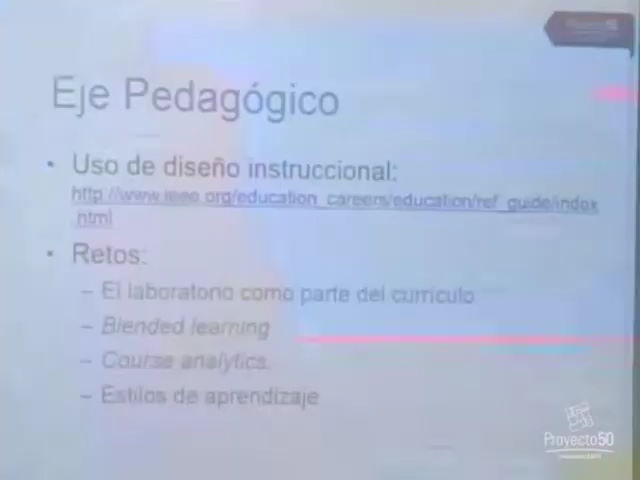 Eje Pedagógico
• Uso de diseño instruccional:
http://www.ieee.org/education_careers/education/ref_guide/index
.html
• Retos:
– El laboratorio como parte del currículo
– Blended learning
– Course analytics.
– Estilos de aprendizaje
Proyecto50